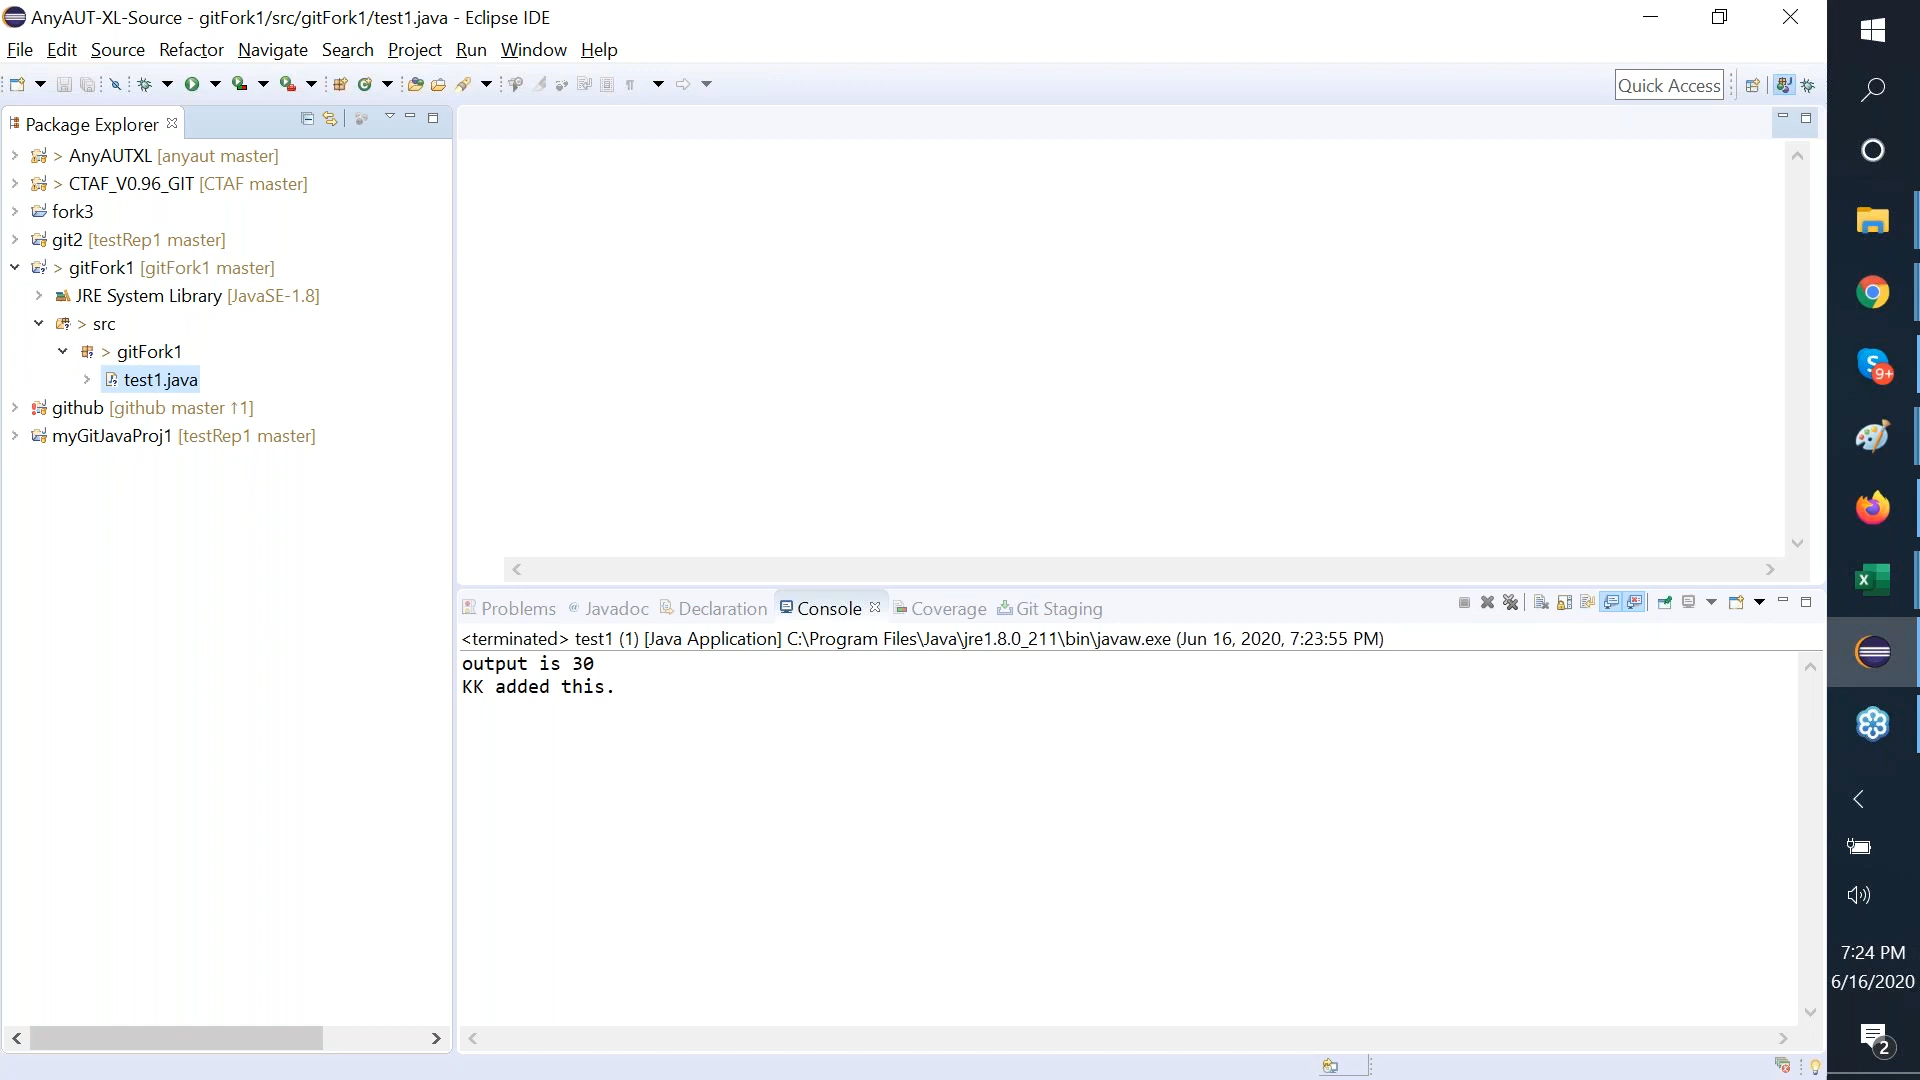 AnyAUT-XL-Source - gitFork1/src/gitFork1/test1.java - Eclipse IDE
File Edit Source Refactor Navigate Search Project Run Window Help
Quick Access
Package Explorer
> AnyAUTXL [anyaut master]
> CTAF_V0.96_GIT [CTAF master]
fork3
git2 [testRep1 master]
> gitFork1 [gitFork1 master]
JRE System Library [JavaSE-1.8]
> src
> gitFork1
test1.java
github [github master ↑1]
myGitJavaProj1 [testRep1 master]
Problems @ Javadoc Declaration Console Coverage Git Staging
<terminated> test1 (1) [Java Application] C:\Program Files\Java\jre1.8.0_211\bin\javaw.exe (Jun 16, 2020, 7:23:55 PM)
output is 30
KK added this.
S
9+
X
7:24 PM
6/16/2020
2